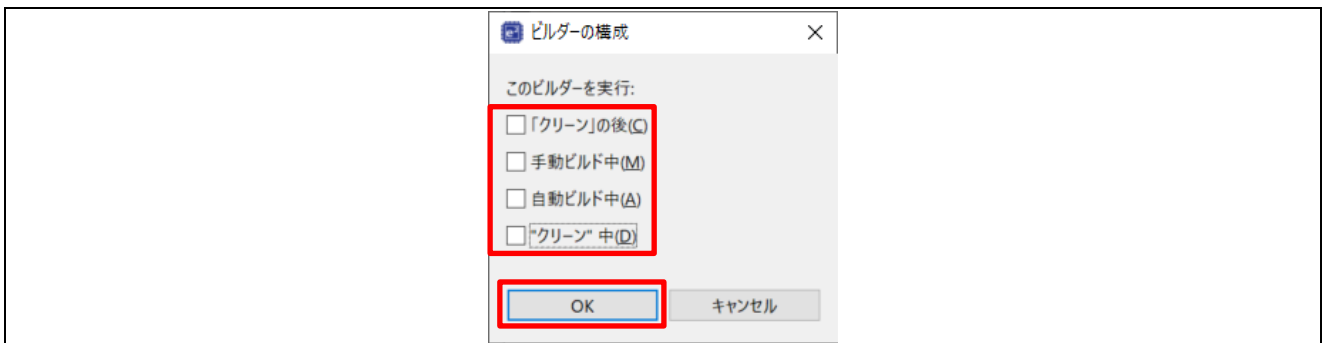 ビルダーの構成
このビルダーを実行:
「クリーン」の後(C)
手動ビルド中(M)
自動ビルド中(A)
"クリーン" 中(D)
OK キャンセル